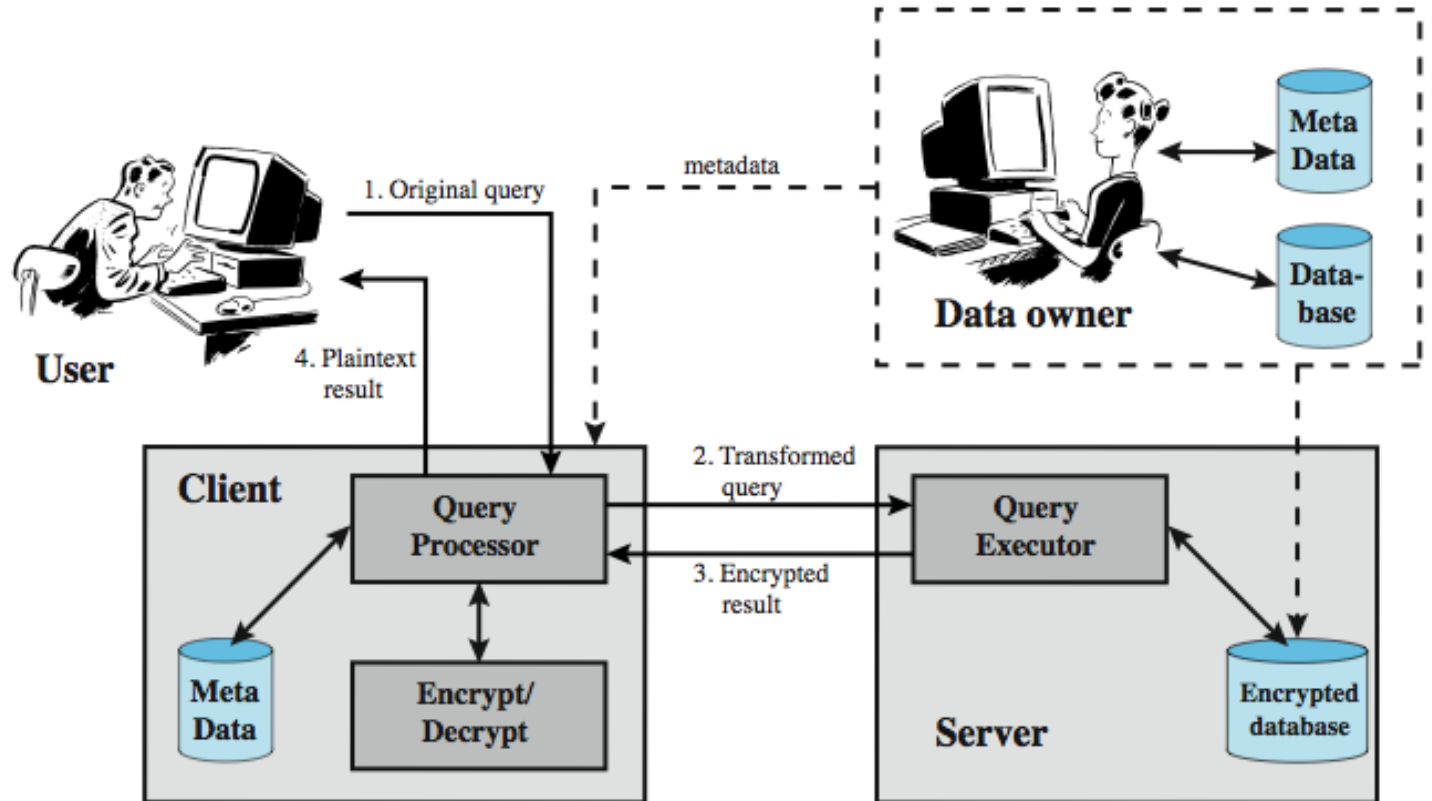 Meta
Data
metadata
1. Original query
Data-
base
Data owner
User
4. Plaintext
result
Client
2. Transformed
query
Query
Processor
Query
Executor
3. Encrypted
result
Meta
Data
Encrypt/
Decrypt
Encrypted
database
Server